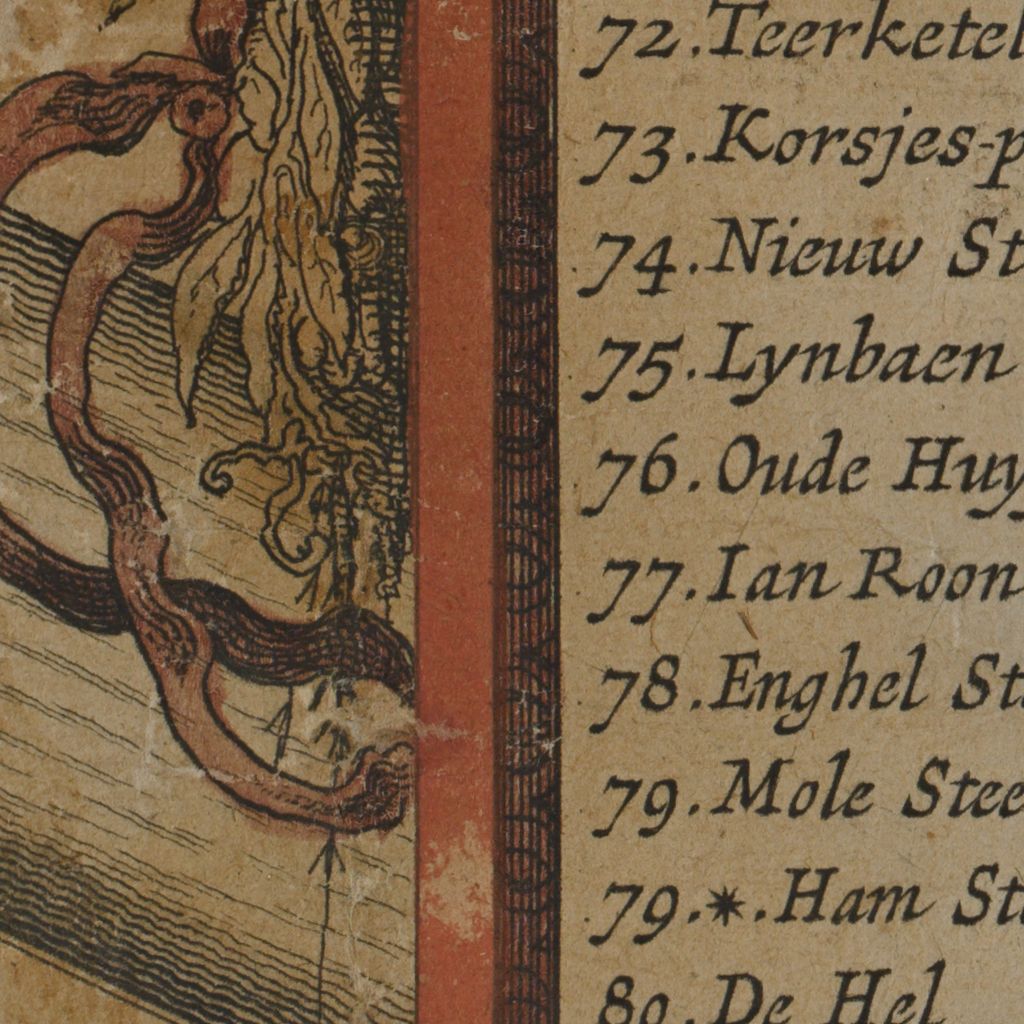 72. Teerketel
73. Korsjes-p
74. Nieuw St
75. Lynbaen
76. Oude Huy
77. Ian Roon
78. Enghel St
79. Mole Stee
79.*. Ham St
80. De Hel